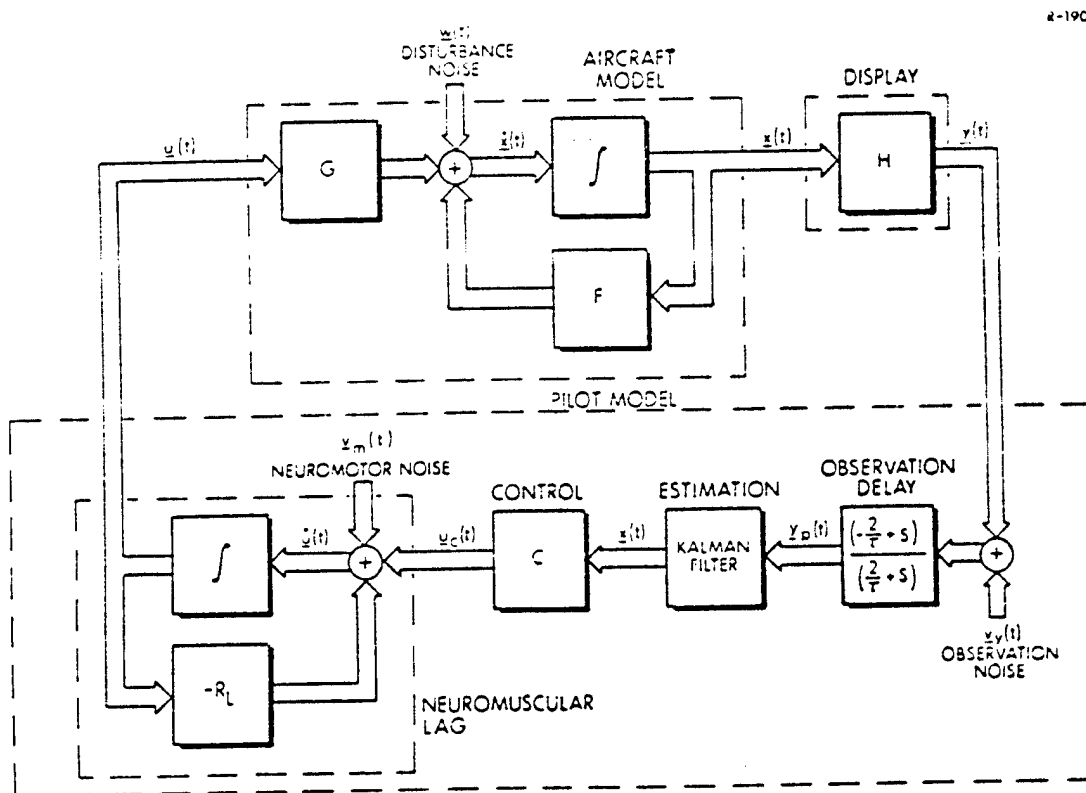 R-190
w(t)
DISTURBANCE
NOISE
AIRCRAFT
MODEL
DISPLAY
u(t)
G
+
ẋ(t)
∫
x(t)
H
y(t)
F
PILOT MODEL
v_m(t)
NEUROMOTOR NOISE
CONTROL
ESTIMATION
OBSERVATION
DELAY
∫
u̇(t)
+
u_c(t)
C
x(t)
KALMAN
FILTER
y_p(t)
(-2/τ + S)
(2/τ + S)
+
v_y(t)
OBSERVATION
NOISE
-R_L
NEUROMUSCULAR
LAG